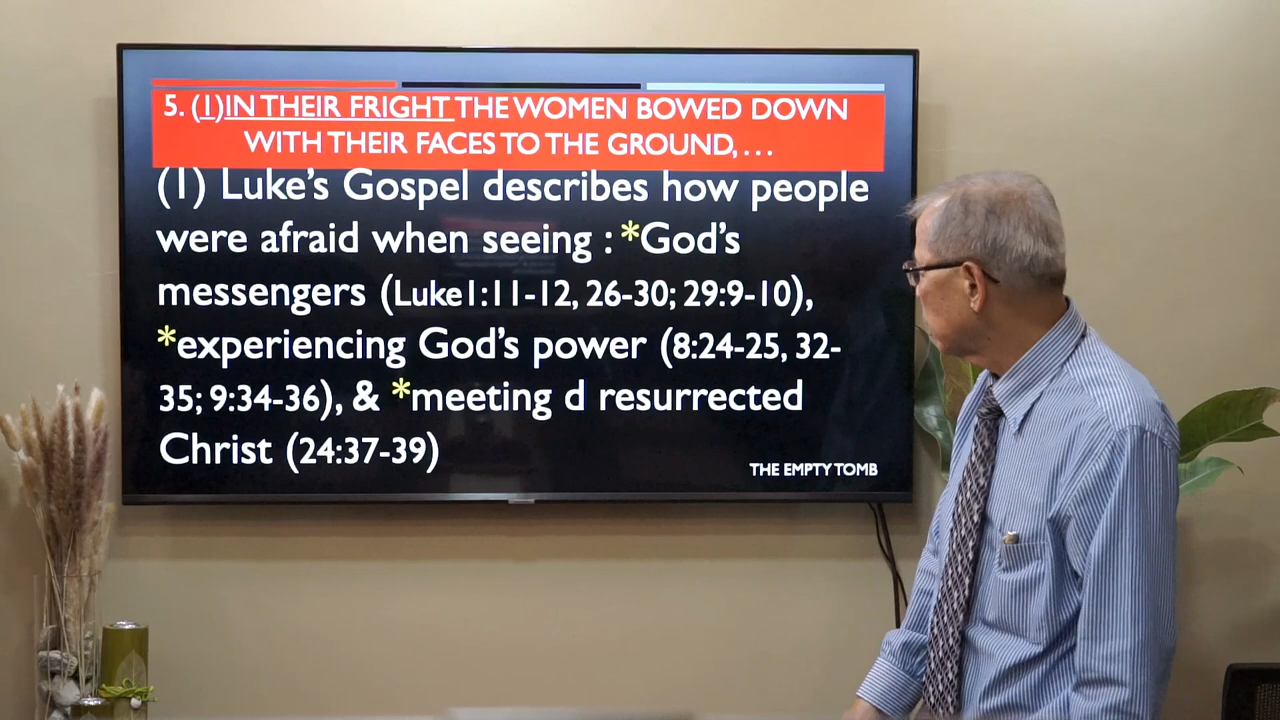 5. (1)IN THEIR FRIGHT THE WOMEN BOWED DOWN
WITH THEIR FACES TO THE GROUND, ...
(1) Luke's Gospel describes how people
were afraid when seeing : *God's
messengers (Luke1:11-12, 26-30; 29:9-10),
*experiencing God's power (8:24-25, 32-
35; 9:34-36), & *meeting d resurrected
Christ (24:37-39)
THE EMPTY TOMB